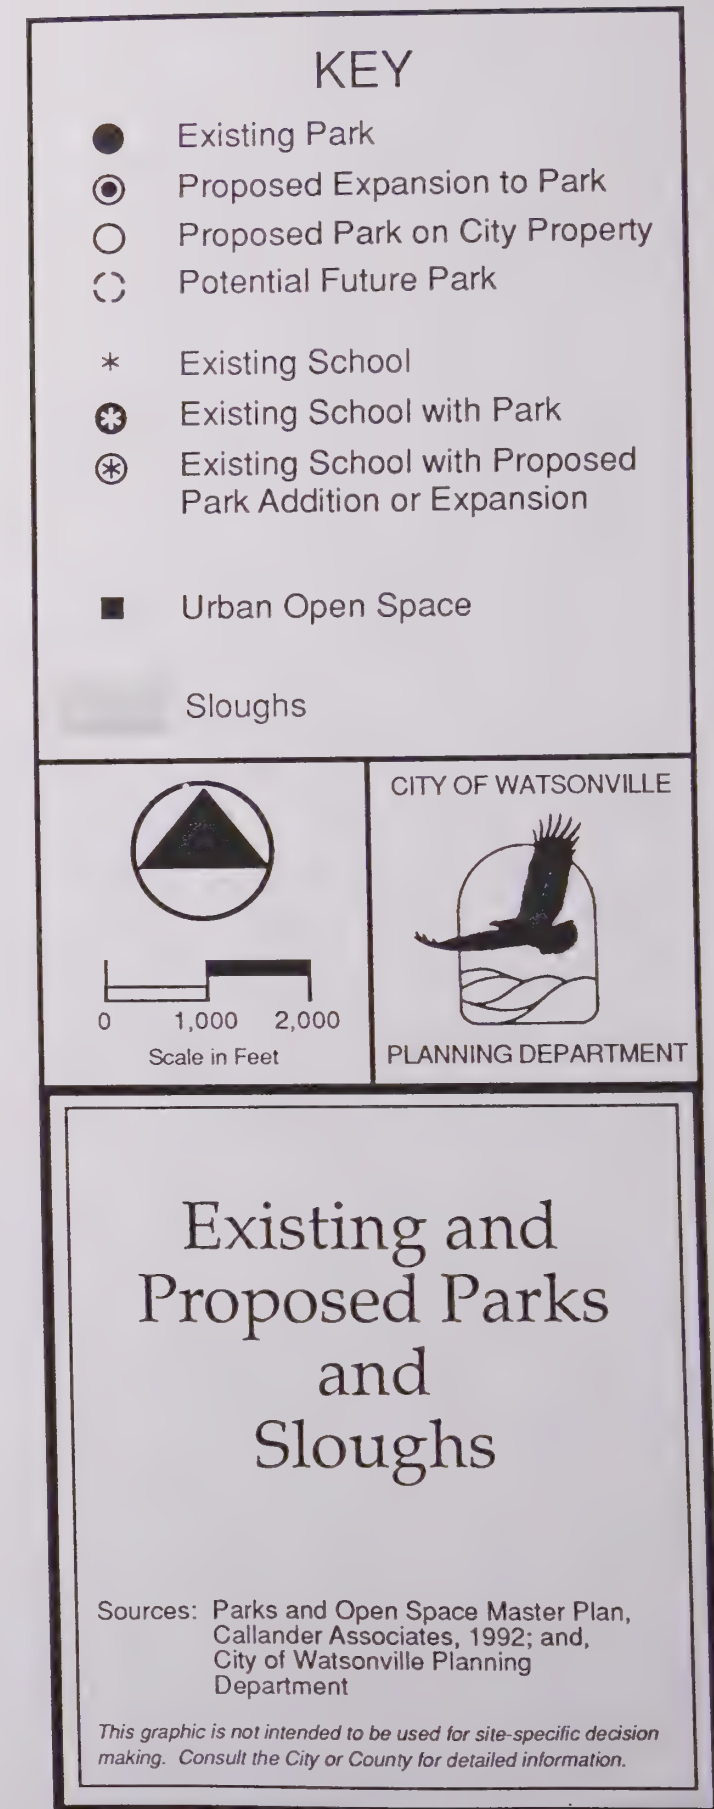 KEY
Existing Park
Proposed Expansion to Park
Proposed Park on City Property
Potential Future Park
Existing School
Existing School with Park
Existing School with Proposed
Park Addition or Expansion
Urban Open Space
Sloughs
0 1,000 2,000
Scale in Feet
CITY OF WATSONVILLE
PLANNING DEPARTMENT
Existing and
Proposed Parks
and
Sloughs
Sources: Parks and Open Space Master Plan,
Callander Associates, 1992; and,
City of Watsonville Planning
Department
This graphic is not intended to be used for site-specific decision
making. Consult the City or County for detailed information.